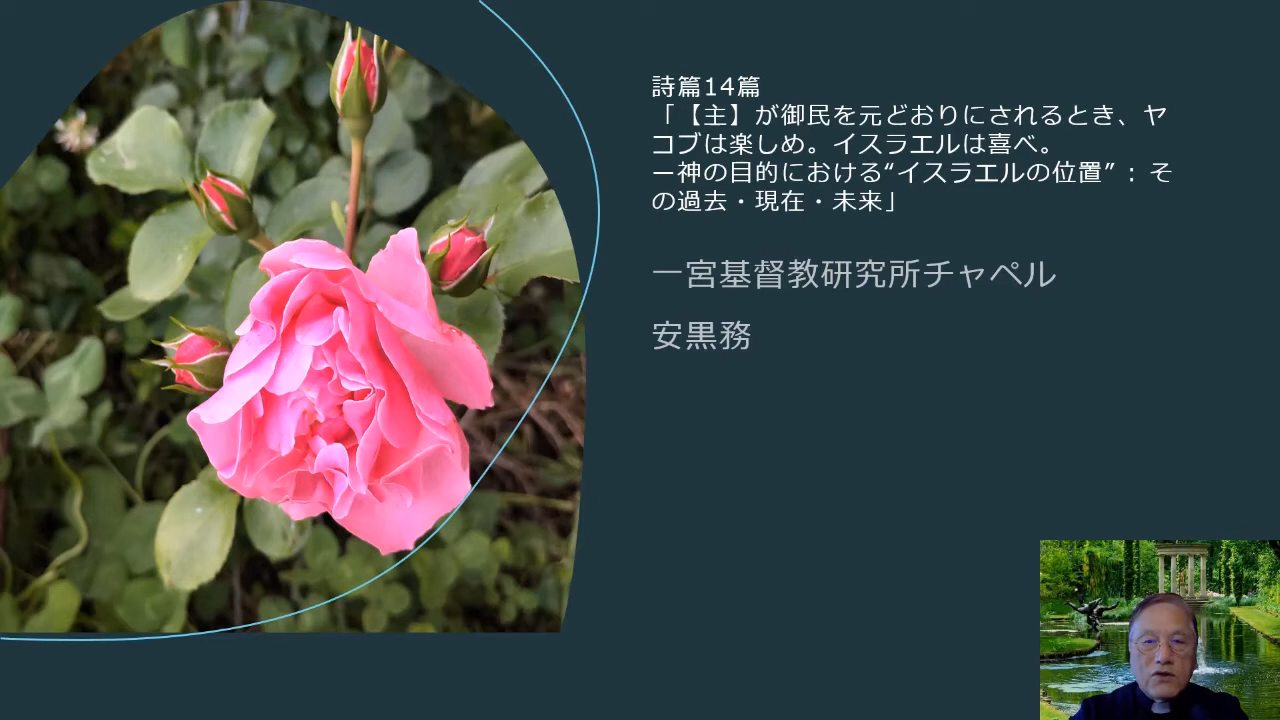 詩篇14篇
「【主】が御民を元どおりにされるとき、ヤ
コブは楽しめ。イスラエルは喜べ。
ー神の目的における“イスラエルの位置”：そ
の過去・現在・未来」
一宮基督教研究所チャペル
安黒務